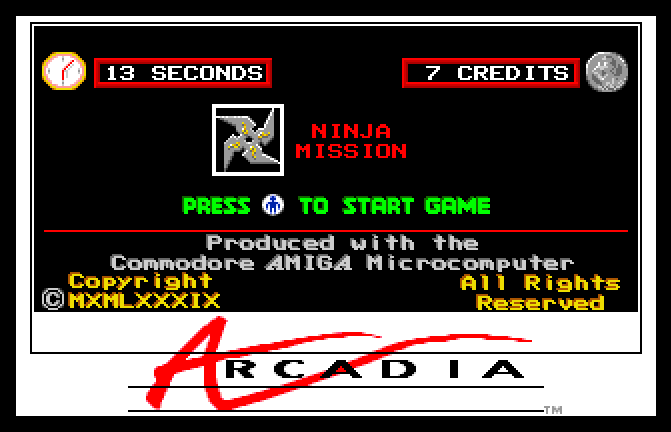 13 SECONDS
7 CREDITS
NINJA
MISSION
PRESS TO START GAME
Produced with the
Commodore AMIGA Microcomputer
Copyright
© MXMLXXXIX
All Rights
Reserved
ARCADIA
TM